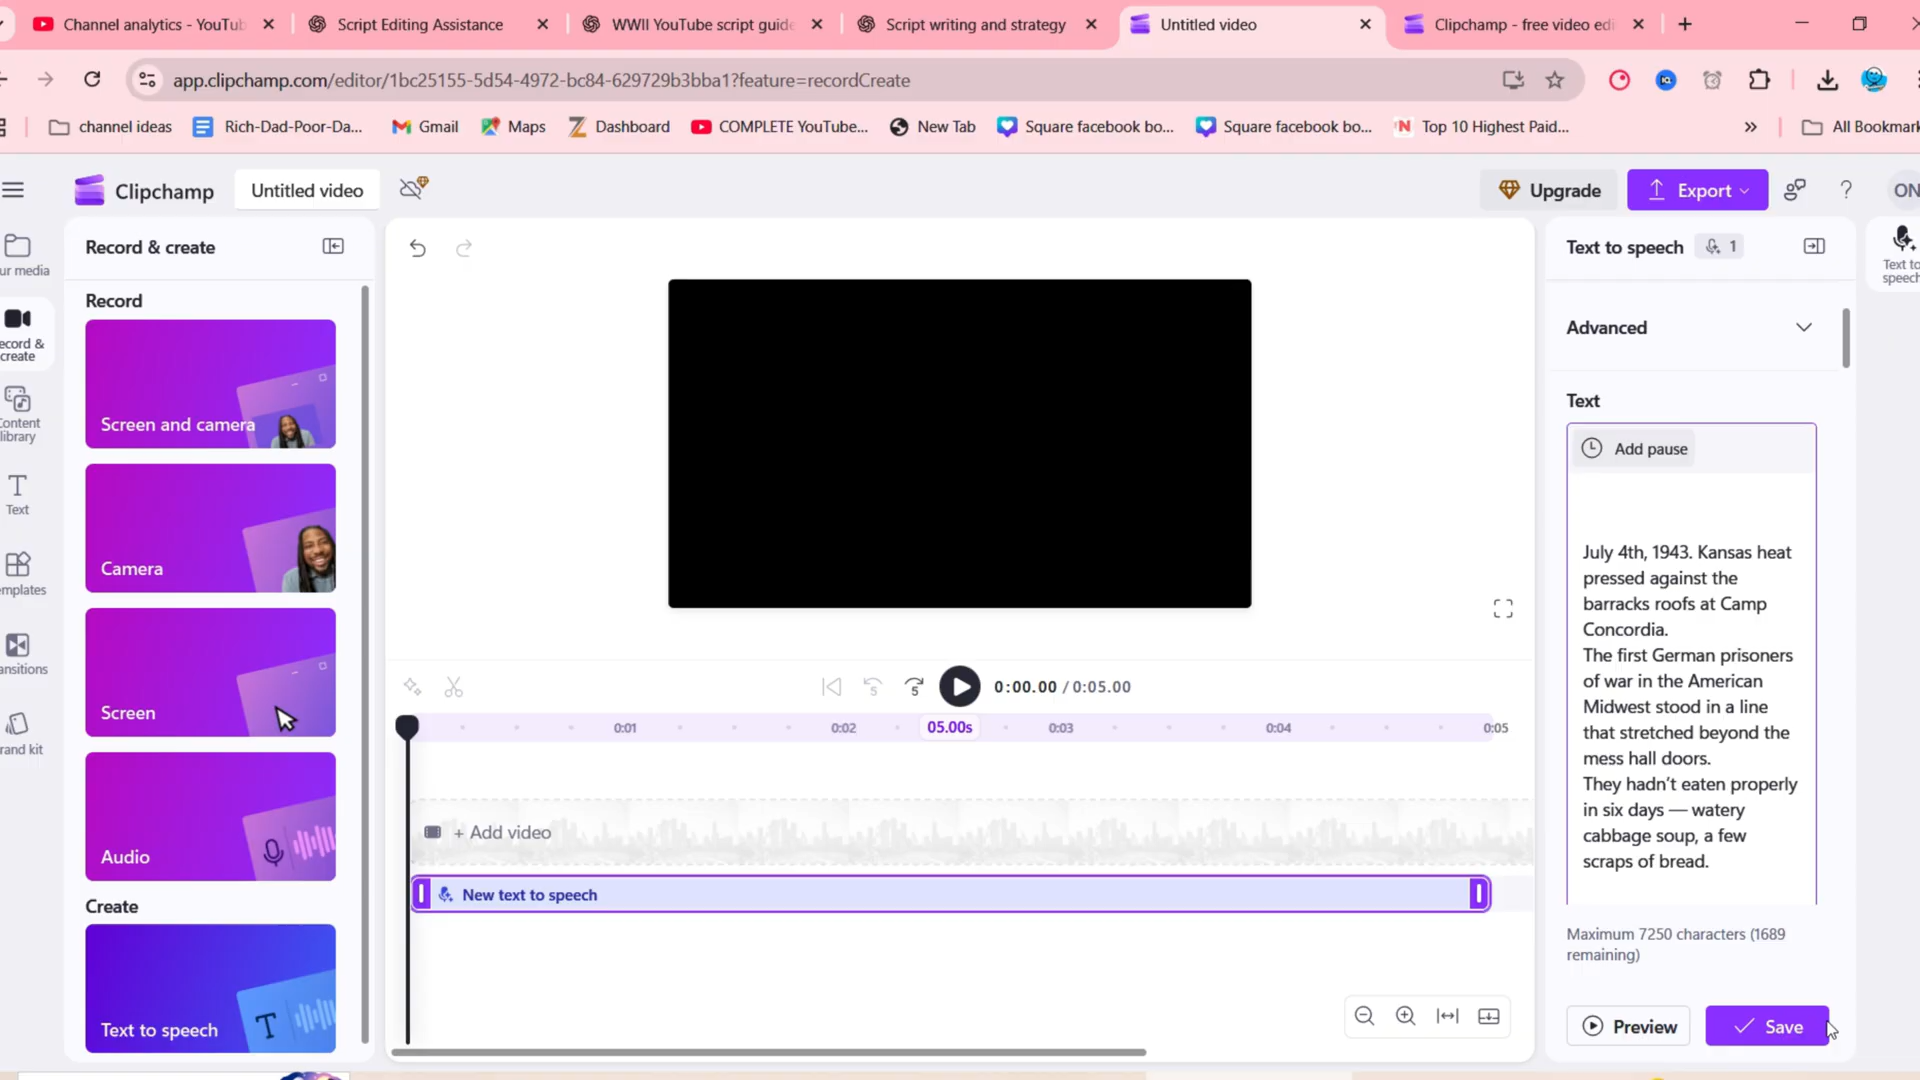 Channel analytics - YouTub
Script Editing Assistance
WWII YouTube script guide
Script writing and strategy
Untitled video
Clipchamp - free video edi
app.clipchamp.com/editor/1bc25155-5d54-4972-bc84-629729b3bba1?feature=recordCreate
channel ideas
Rich-Dad-Poor-Da...
Gmail
Maps
Dashboard
COMPLETE YouTube...
New Tab
Square facebook bo...
Square facebook bo...
Top 10 Highest Paid...
All Bookmark
Clipchamp
Untitled video
Upgrade
Export
ON
ur media
ecord &
create
ontent
library
Text
emplates
ansitions
rand kit
Record & create
Record
Screen and camera
Camera
Screen
Audio
Create
Text to speech
5
5
0:00.00 / 0:05.00
0:01
0:02
05.00s
0:03
0:04
0:05
+ Add video
New text to speech
Text to speech
1
Advanced
Text
Add pause
July 4th, 1943. Kansas heat
pressed against the
barracks roofs at Camp
Concordia.
The first German prisoners
of war in the American
Midwest stood in a line
that stretched beyond the
mess hall doors.
They hadn't eaten properly
in six days — watery
cabbage soup, a few
scraps of bread.
Maximum 7250 characters (1689
remaining)
Preview
Save
Text to
speech